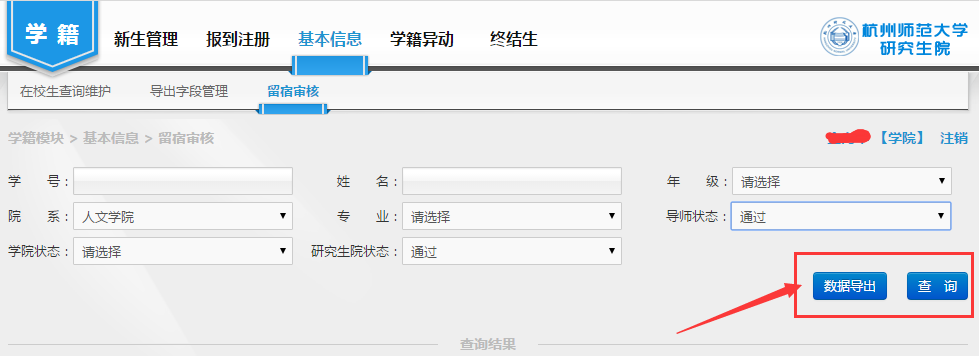 学 籍
新生管理 报到注册 基本信息 学籍异动 终结生
杭州师范大学
研究生院
在校生查询维护 导出字段管理 留宿审核
学籍模块 > 基本信息 > 留宿审核
【学院】 注销
学 号: 姓 名: 年 级: 请选择
院 系: 人文学院 专 业: 请选择 导师状态: 通过
学院状态: 请选择 研究生院状态: 通过
数据导出 查 询
查询结果